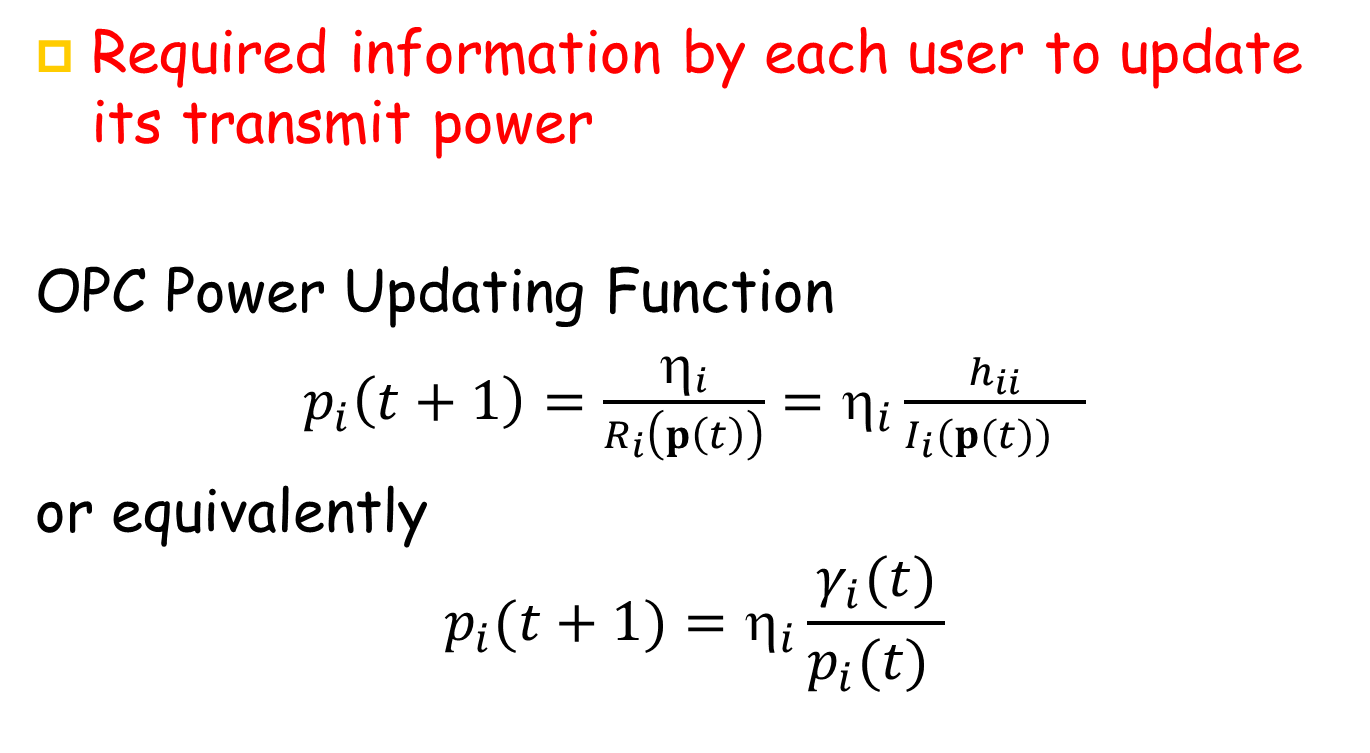 Required information by each user to update
its transmit power
OPC Power Updating Function
p_i(t + 1) = η_i / R_i(𝐩(t)) = η_i h_ii / I_i(𝐩(t))
or equivalently
p_i(t + 1) = η_i γ_i(t) / p_i(t)